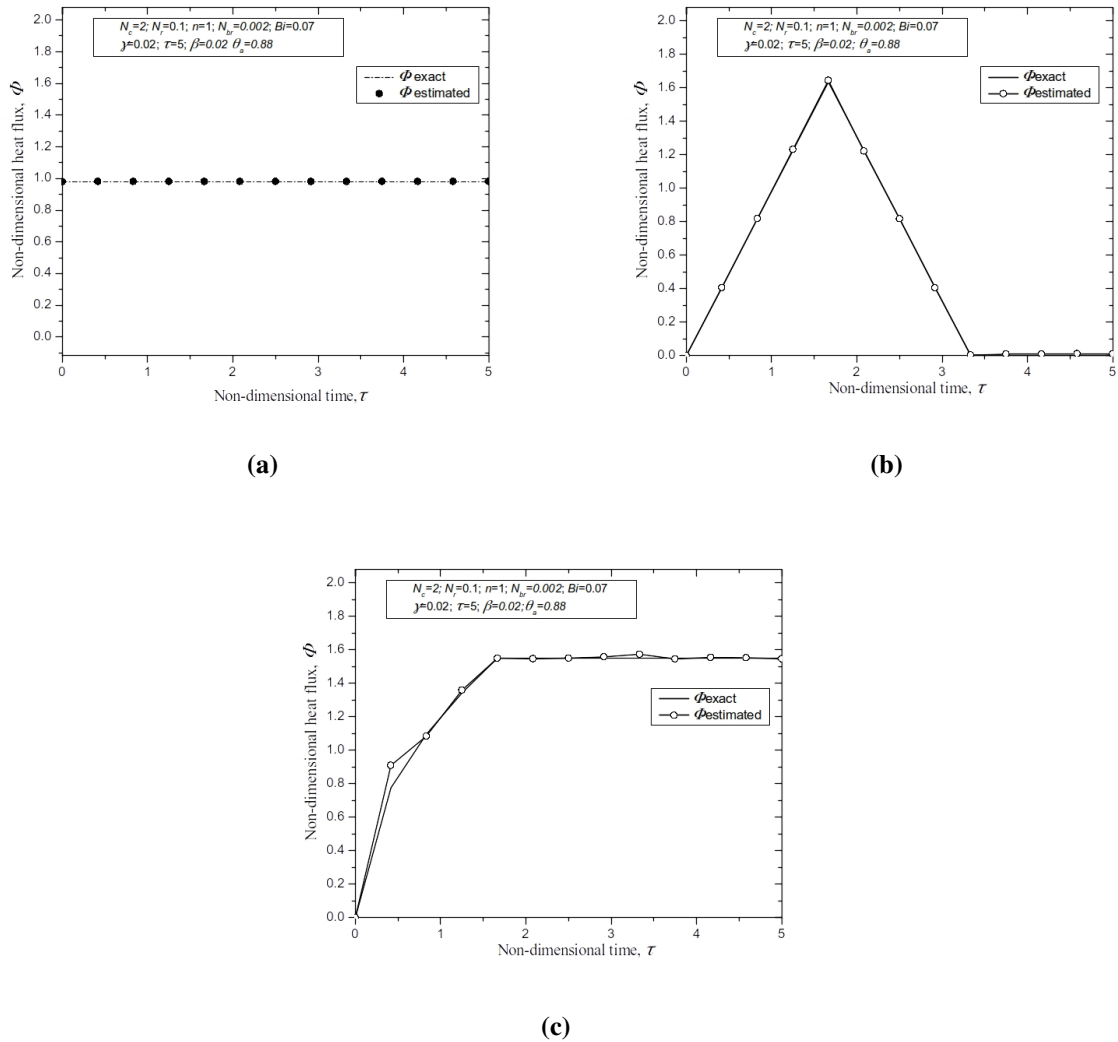 N_c=2; N_r=0.1; n=1; N_br=0.002; Bi=0.07
γ=0.02; τ=5; β=0.02 θ_a=0.88
Φ exact
Φ estimated
Non-dimensional heat flux, Φ
2.0
1.8
1.6
1.4
1.2
1.0
0.8
0.6
0.4
0.2
0.0
0 1 2 3 4 5
Non-dimensional time, τ
(a)
N_c=2; N_r=0.1; n=1; N_br=0.002; Bi=0.07
γ=0.02; τ=5; β=0.02; θ_a=0.88
Φexact
Φestimated
Non-dimensional heat flux, Φ
2.0
1.8
1.6
1.4
1.2
1.0
0.8
0.6
0.4
0.2
0.0
0 1 2 3 4 5
Non-dimensional time, τ
(b)
N_c=2; N_r=0.1; n=1; N_br=0.002; Bi=0.07
γ=0.02; τ=5; β=0.02; θ_a=0.88
Φexact
Φestimated
Non-dimensional heat flux, Φ
2.0
1.8
1.6
1.4
1.2
1.0
0.8
0.6
0.4
0.2
0.0
0 1 2 3 4 5
Non-dimensional time, τ
(c)